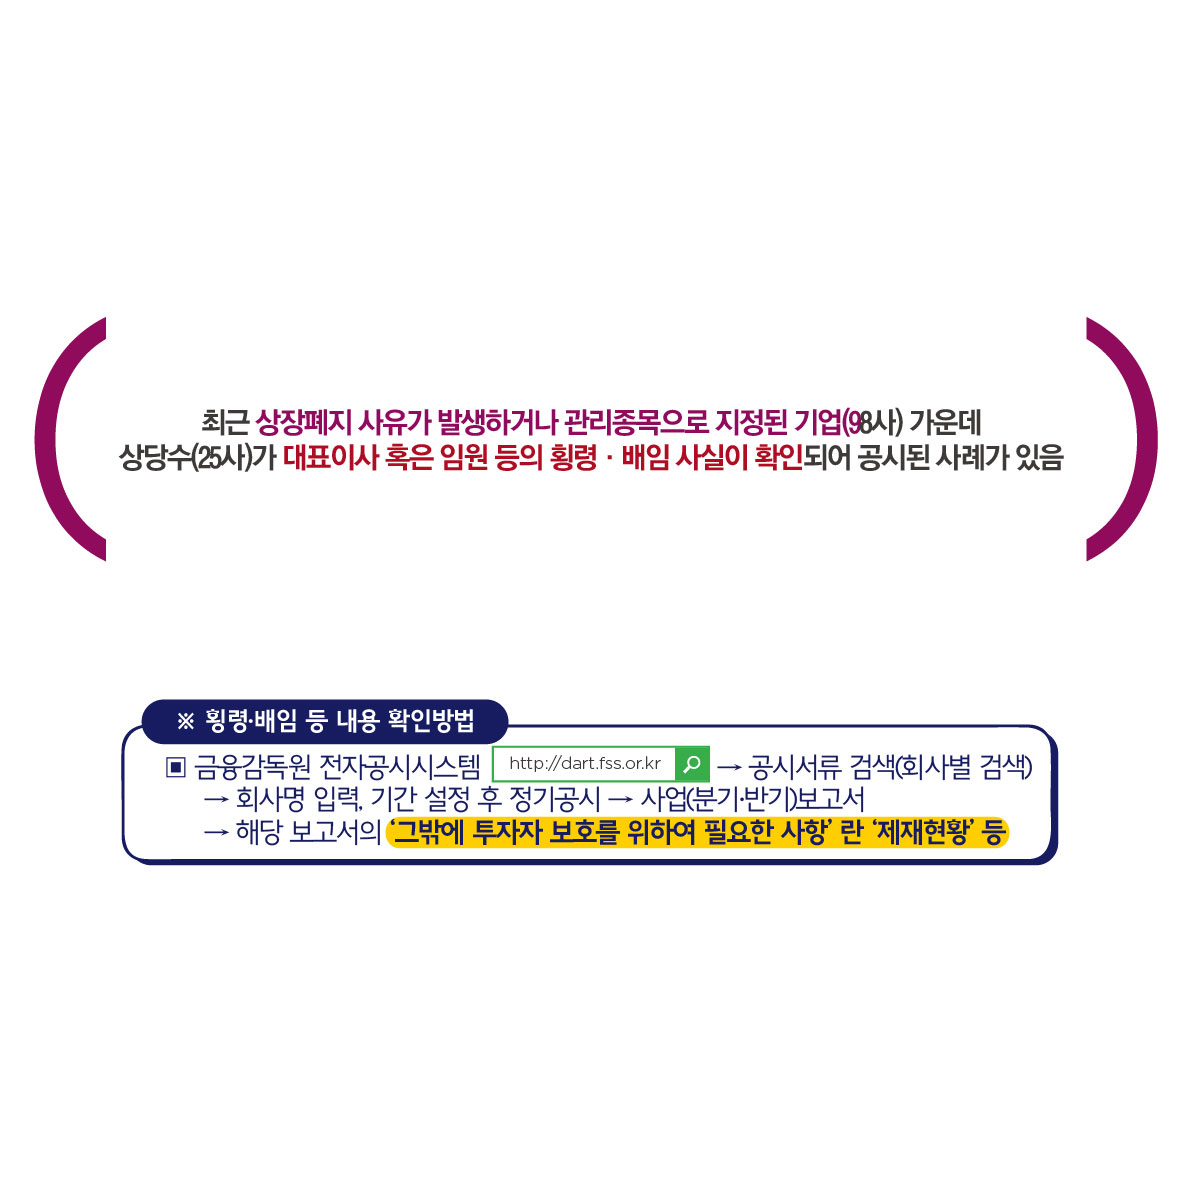 최근 상장폐지 사유가 발생하거나 관리종목으로 지정된 기업(98사) 가운데
상당수(25사)가 대표이사 혹은 임원 등의 횡령 · 배임 사실이 확인되어 공시된 사례가 있음
※ 횡령·배임 등 내용 확인방법
▣ 금융감독원 전자공시시스템 http://dart.fss.or.kr → 공시서류 검색(회사별 검색)
→ 회사명 입력, 기간 설정 후 정기공시 → 사업(분기·반기)보고서
→ 해당 보고서의 ‘그밖에 투자자 보호를 위하여 필요한 사항’ 란 ‘제재현황’ 등